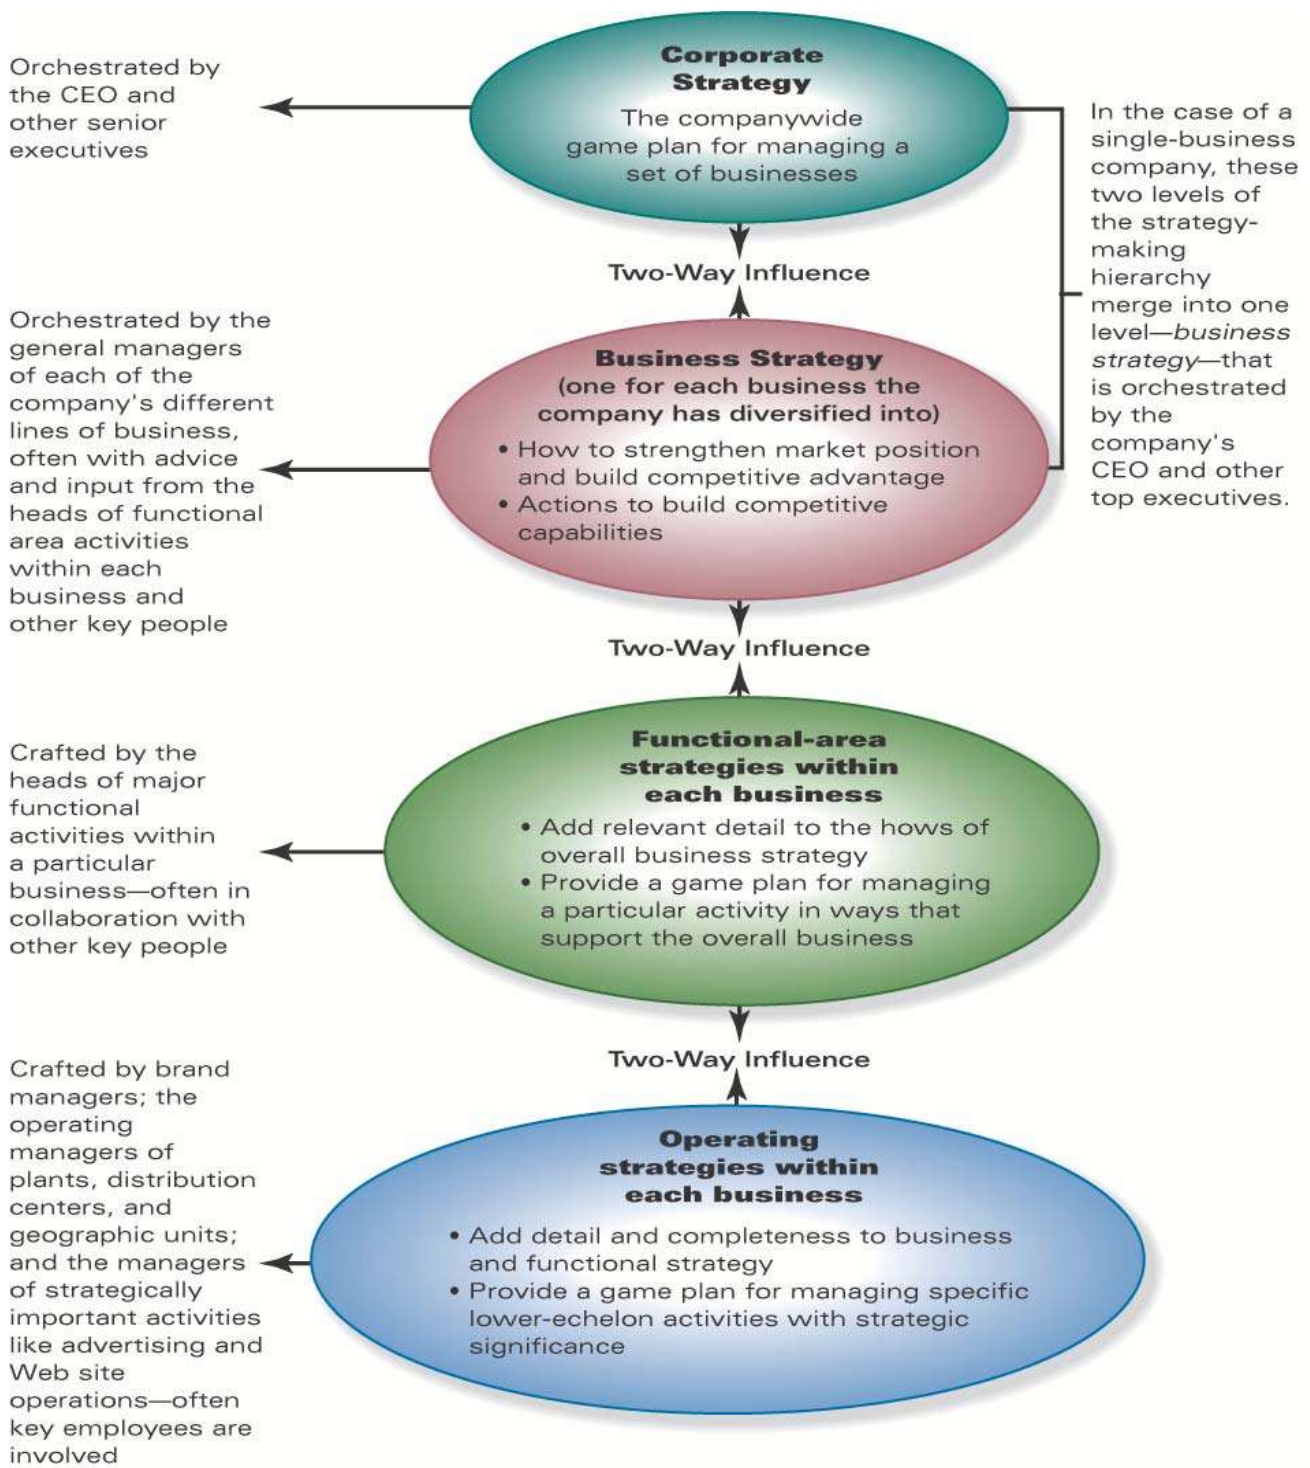 Orchestrated by
the CEO and
other senior
executives
Corporate
Strategy
The companywide
game plan for managing a
set of businesses
In the case of a
single-business
company, these
two levels of
the strategy-
making
hierarchy
merge into one
level—business
strategy—that
is orchestrated
by the
company's
CEO and other
top executives.
Two-Way Influence
Orchestrated by the
general managers
of each of the
company's different
lines of business,
often with advice
and input from the
heads of functional
area activities
within each
business and
other key people
Business Strategy
(one for each business the
company has diversified into)
• How to strengthen market position
and build competitive advantage
• Actions to build competitive
capabilities
Two-Way Influence
Crafted by the
heads of major
functional
activities within
a particular
business—often in
collaboration with
other key people
Functional-area
strategies within
each business
• Add relevant detail to the hows of
overall business strategy
• Provide a game plan for managing
a particular activity in ways that
support the overall business
Two-Way Influence
Crafted by brand
managers; the
operating
managers of
plants, distribution
centers, and
geographic units;
and the managers
of strategically
important activities
like advertising and
Web site
operations—often
key employees are
involved
Operating
strategies within
each business
• Add detail and completeness to business
and functional strategy
• Provide a game plan for managing specific
lower-echelon activities with strategic
significance